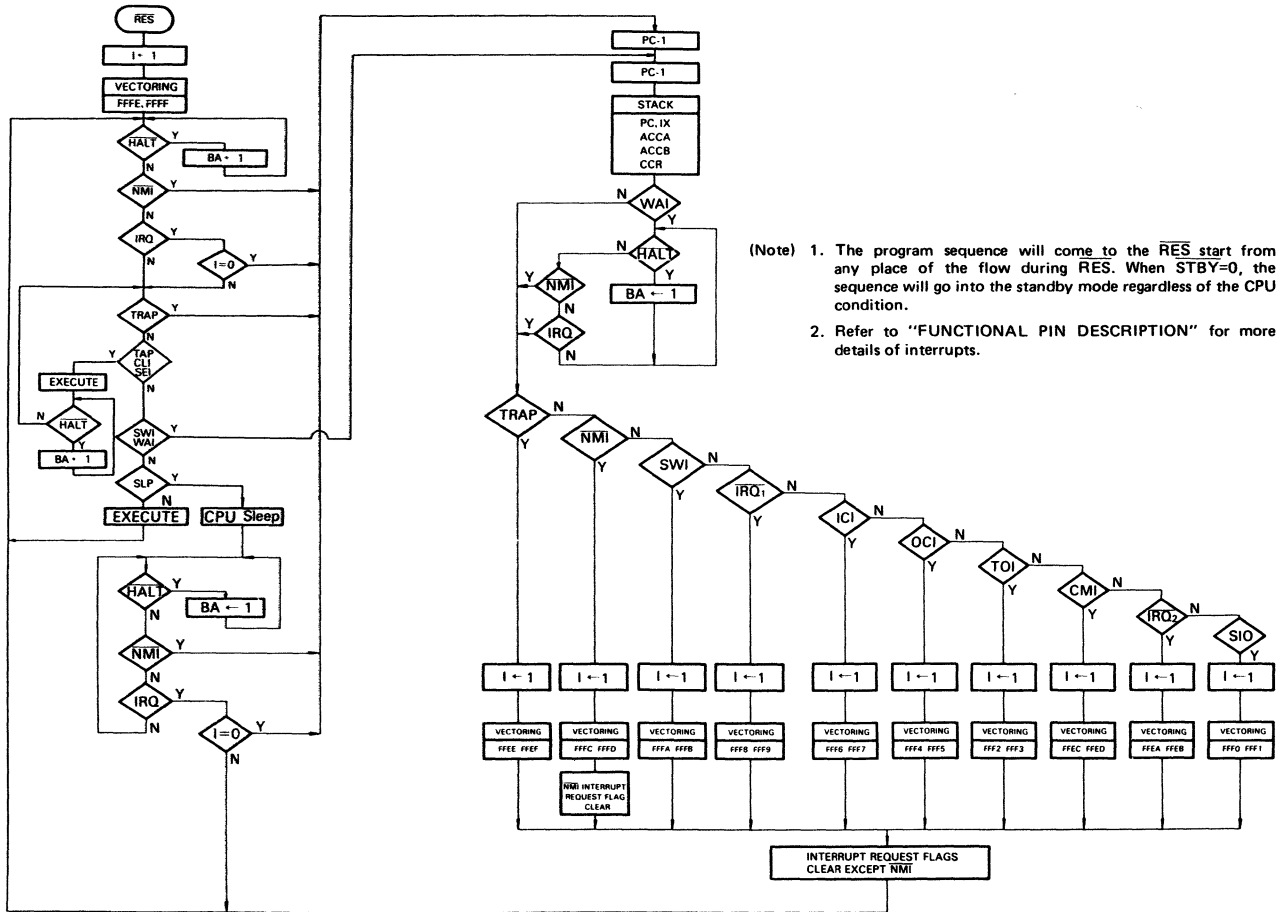 RES
I ← 1
VECTORING
FFFE, FFFF
HALT
Y
BA ← 1
N
NMI
Y
N
IRQ
Y
N
I=0
Y
N
TRAP
Y
N
Y
TAP
CLI
SEI
N
EXECUTE
N
HALT
Y
BA ← 1
SWI
WAI
Y
N
SLP
Y
N
EXECUTE
CPU Sleep
HALT
Y
BA ← 1
N
NMI
Y
N
IRQ
Y
N
I=0
Y
N
PC-1
PC-1
STACK
PC, IX
ACCA
ACCB
CCR
N
WAI
Y
N
HALT
Y
BA ← 1
Y
NMI
N
Y
IRQ
N
(Note) 1. The program sequence will come to the RES start from
any place of the flow during RES. When STBY=0, the
sequence will go into the standby mode regardless of the CPU
condition.
2. Refer to "FUNCTIONAL PIN DESCRIPTION" for more
details of interrupts.
TRAP
N
Y
NMI
N
Y
SWI
N
Y
IRQ1
N
Y
ICI
N
Y
OCI
N
Y
TOI
N
Y
CMI
N
Y
IRQ2
N
Y
SIO
Y
I ← 1
I ← 1
I ← 1
I ← 1
I ← 1
I ← 1
I ← 1
I ← 1
I ← 1
I ← 1
VECTORING
FFEE FFEF
VECTORING
FFFC FFFD
VECTORING
FFFA FFFB
VECTORING
FFF8 FFF9
VECTORING
FFF6 FFF7
VECTORING
FFF4 FFF5
VECTORING
FFF2 FFF3
VECTORING
FFEC FFED
VECTORING
FFEA FFEB
VECTORING
FFF0 FFF1
NMI INTERRUPT
REQUEST FLAG
CLEAR
INTERRUPT REQUEST FLAGS
CLEAR EXCEPT NMI